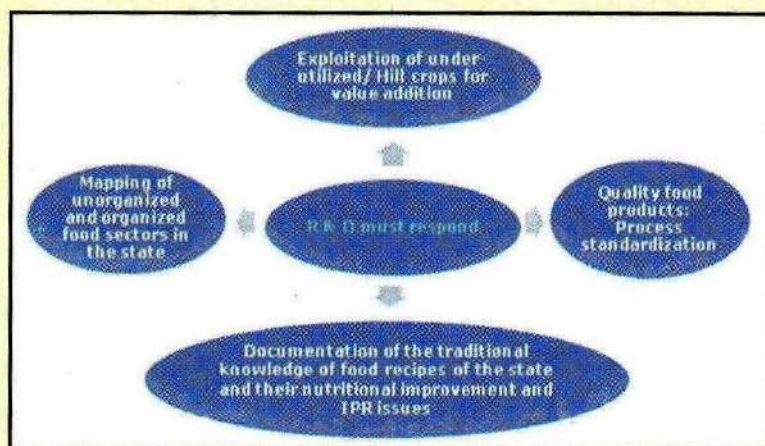 Exploitation of under-
utilized/ Hill crops for
value addition
Mapping of
unorganized
and organized
food sectors in
the state
R & D must respond
Quality food
products:
Process
standardization
Documentation of the traditional
knowledge of food recipes of the state
and their nutritional improvement and
IPR issues